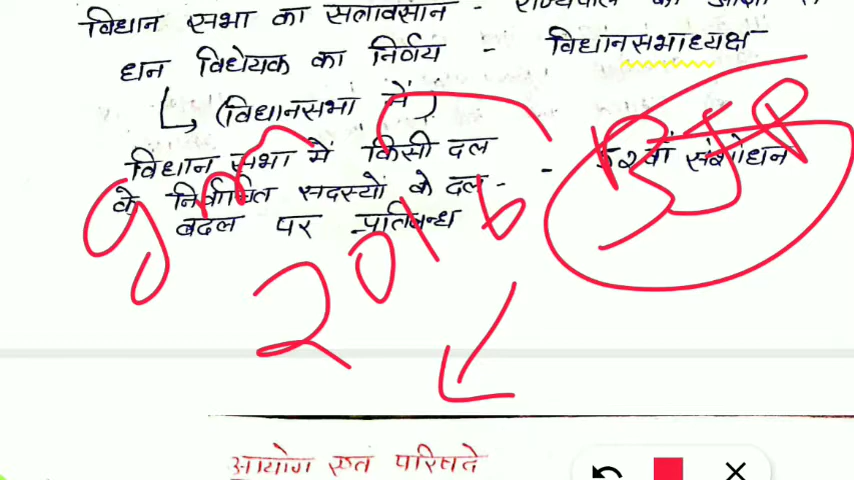 विधान सभा का सत्रावसान - राज्यपाल की आज्ञा से
धन विधेयक का निर्णय - विधानसभाध्यक्ष
(विधानसभा में)
विधान सभा में किसी दल
के निर्वाचित सदस्यों के दल - - 52वाँ संशोधन
बदल पर प्रतिबन्ध
BJP
2016
आयोग एवं परिषदे